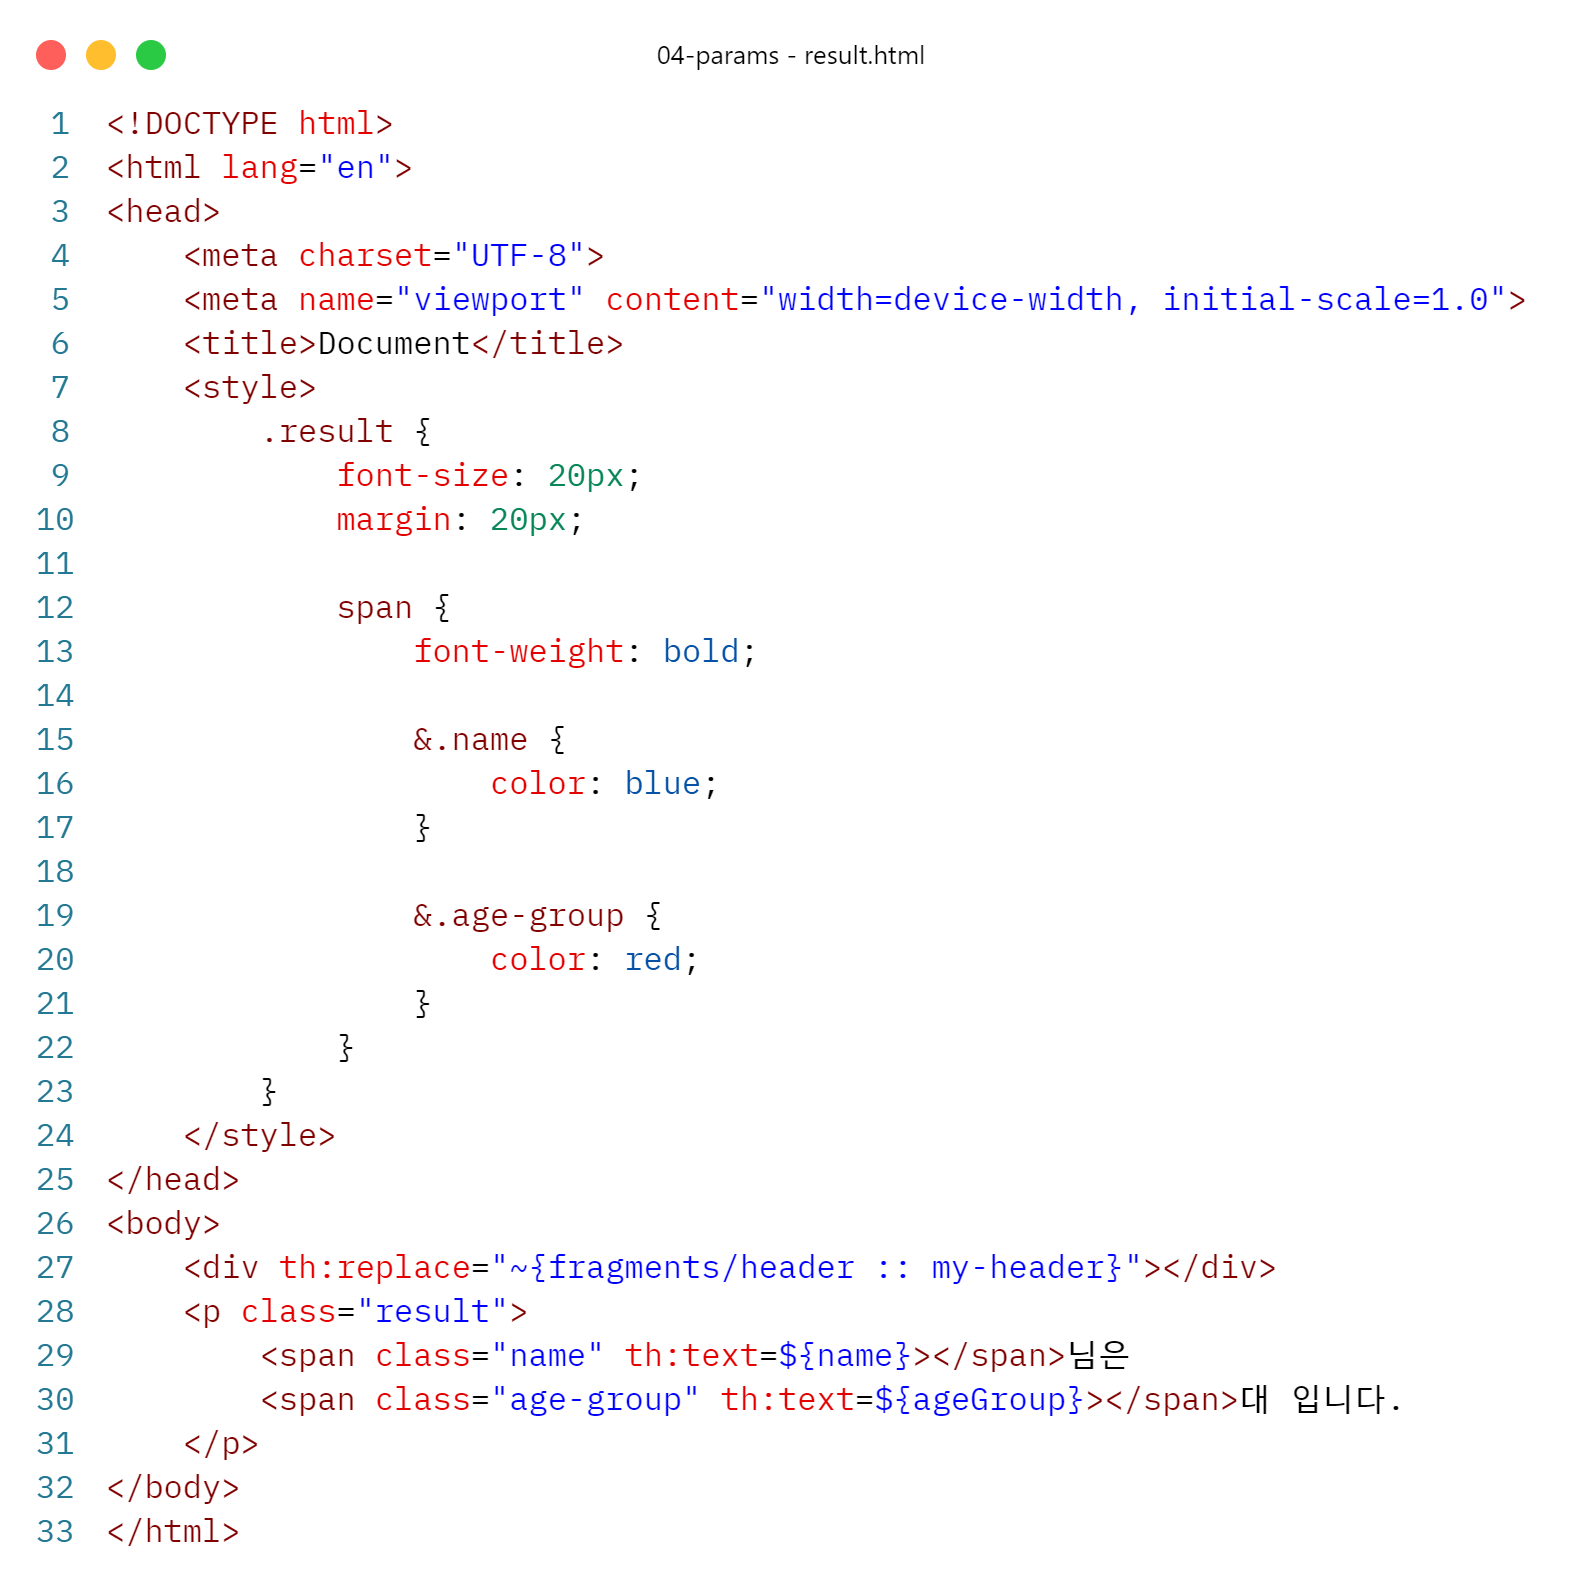 04-params - result.html
1 <!DOCTYPE html>
2 <html lang="en">
3 <head>
4     <meta charset="UTF-8">
5     <meta name="viewport" content="width=device-width, initial-scale=1.0">
6     <title>Document</title>
7     <style>
8         .result {
9             font-size: 20px;
10             margin: 20px;
11
12             span {
13                 font-weight: bold;
14
15                 &.name {
16                     color: blue;
17                 }
18
19                 &.age-group {
20                     color: red;
21                 }
22             }
23         }
24     </style>
25 </head>
26 <body>
27     <div th:replace="~{fragments/header :: my-header}"></div>
28     <p class="result">
29         <span class="name" th:text=${name}></span>님은
30         <span class="age-group" th:text=${ageGroup}></span>대 입니다.
31     </p>
32 </body>
33 </html>